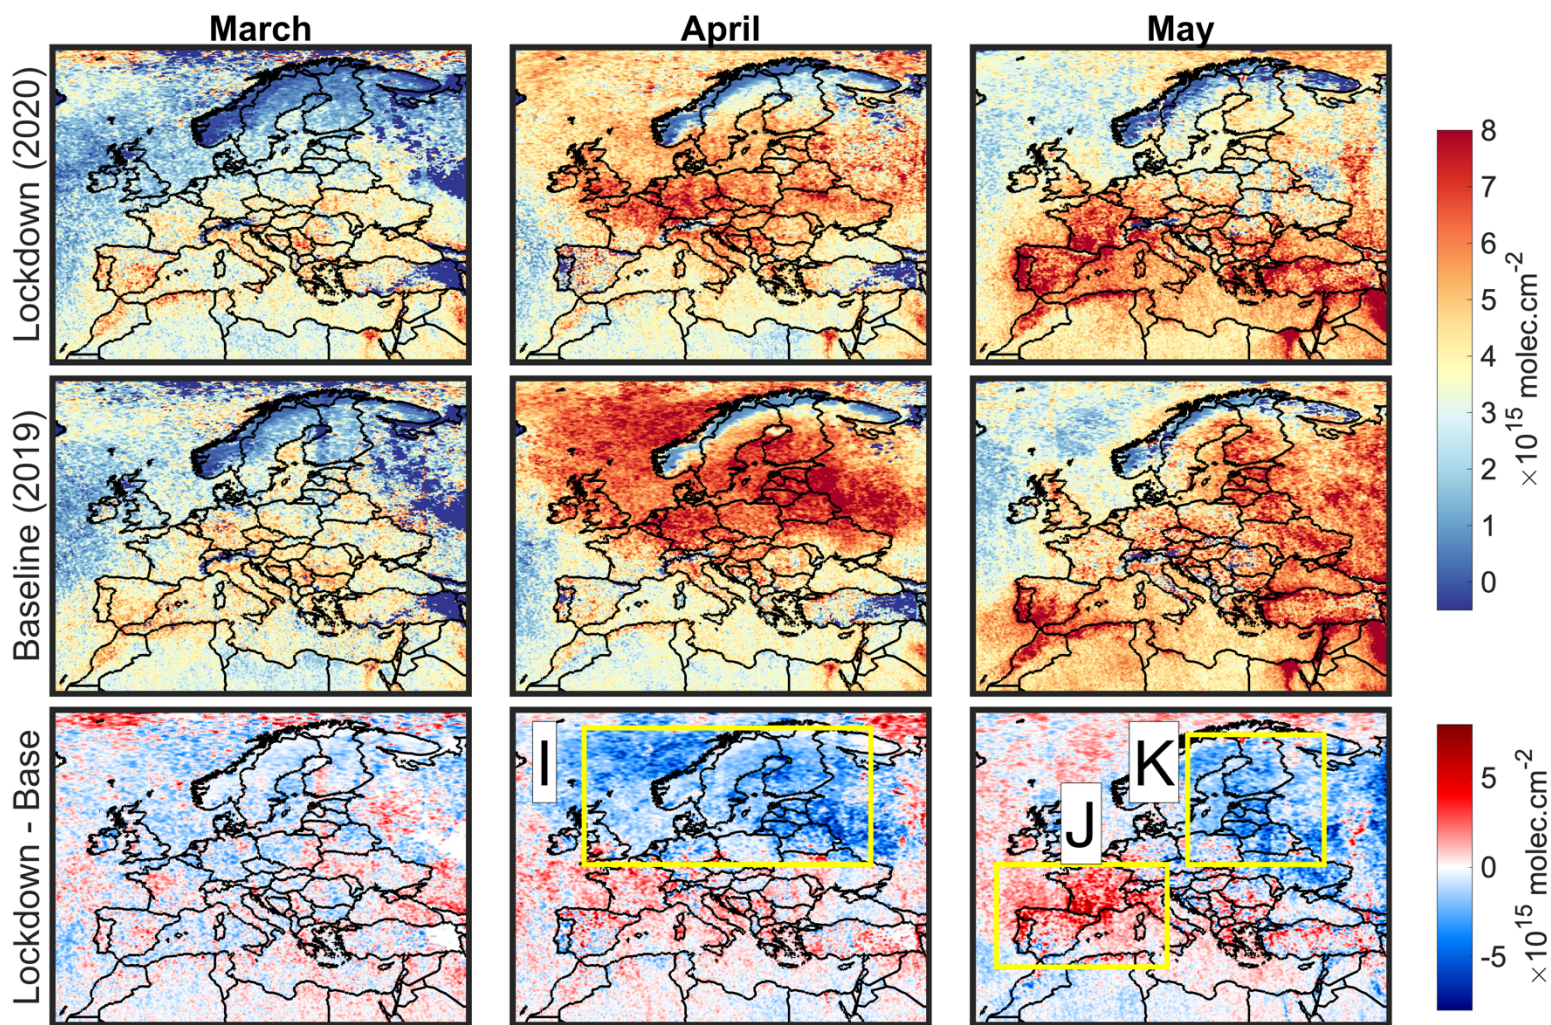 March April May
Lockdown (2020)
Baseline (2019)
Lockdown - Base
8
7
6
5
4
3
2
1
0
×10¹⁵ molec.cm⁻²
I
J
K
5
0
-5
×10¹⁵ molec.cm⁻²